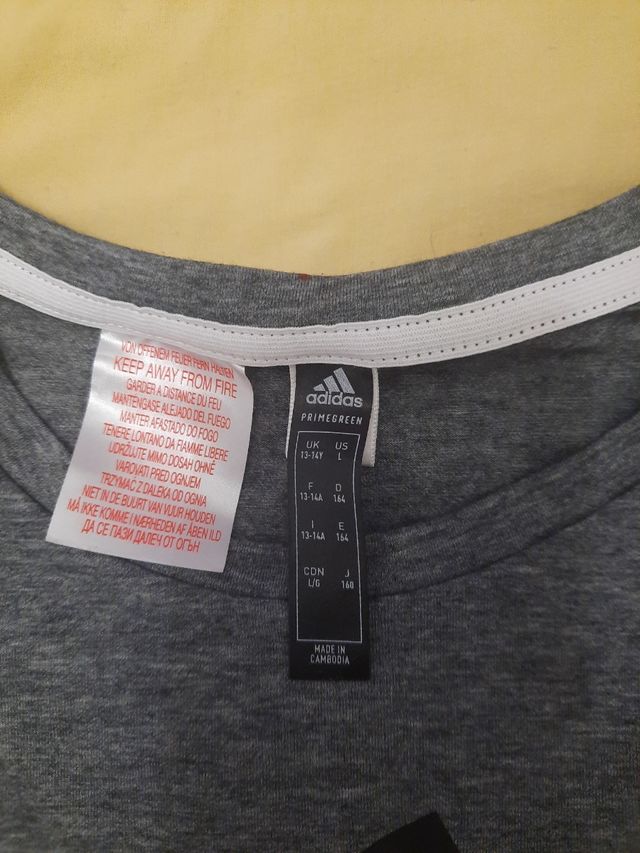 VON OFFENEM FEUER FERN HALTEN
KEEP AWAY FROM FIRE
GARDER A DISTANCE DU FEU
MANTENGASE ALEJADO DEL FUEGO
MANTER AFASTADO DO FOGO
TENERE LONTANO DA FIAMME LIBERE
UDRŽUJTE MIMO DOSAH OHNĚ
VAROVATI PRED OGNJEM
TRZYMAĆ Z DALEKA OD OGNIA
NIET IN DE BUURT VAN VUUR HOUDEN
MÅ IKKE KOMME I NÆRHEDEN AF ÅBEN ILD
ДА СЕ ПАЗИ ДАЛЕЧ ОТ ОГЪН
adidas
PRIMEGREEN
UK US
13-14Y L
F D
13-14A 164
I E
13-14A 164
CDN J
L/G 160
MADE IN
CAMBODIA